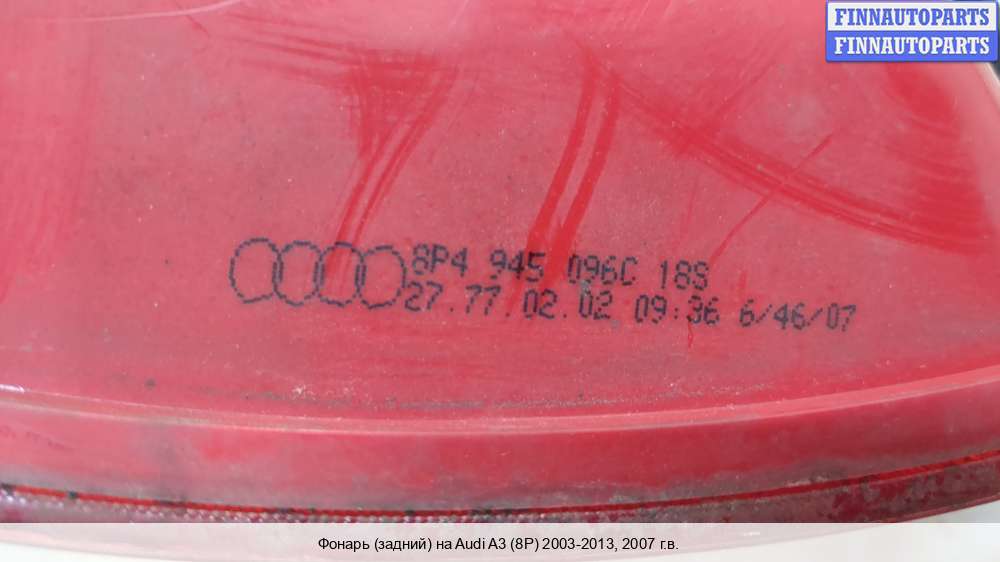 FINNAUTOPARTS
FINNAUTOPARTS
8P4 945 096C 18S
27.77.02.02 09:36 6/46/07
Фонарь (задний) на Audi A3 (8P) 2003-2013, 2007 г.в.